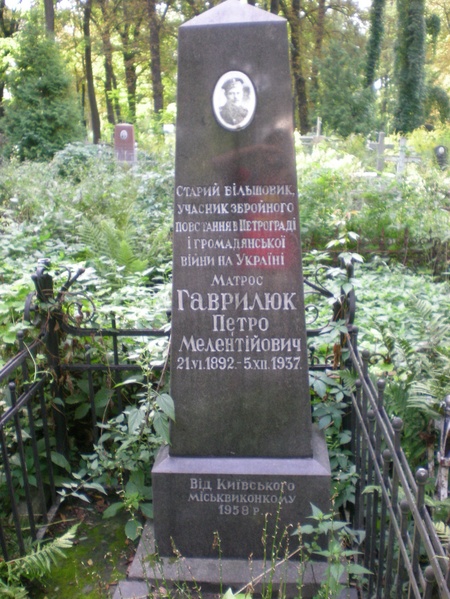 Старий більшовик,
учасник збройного
повстання в Петрограді
і громадянської
війни на Україні
Матрос
Гаврилюк
Петро
Мелентійович
21.VI.1892.-5.XII.1937.
Від Київського
міськвиконкому
1958 р.